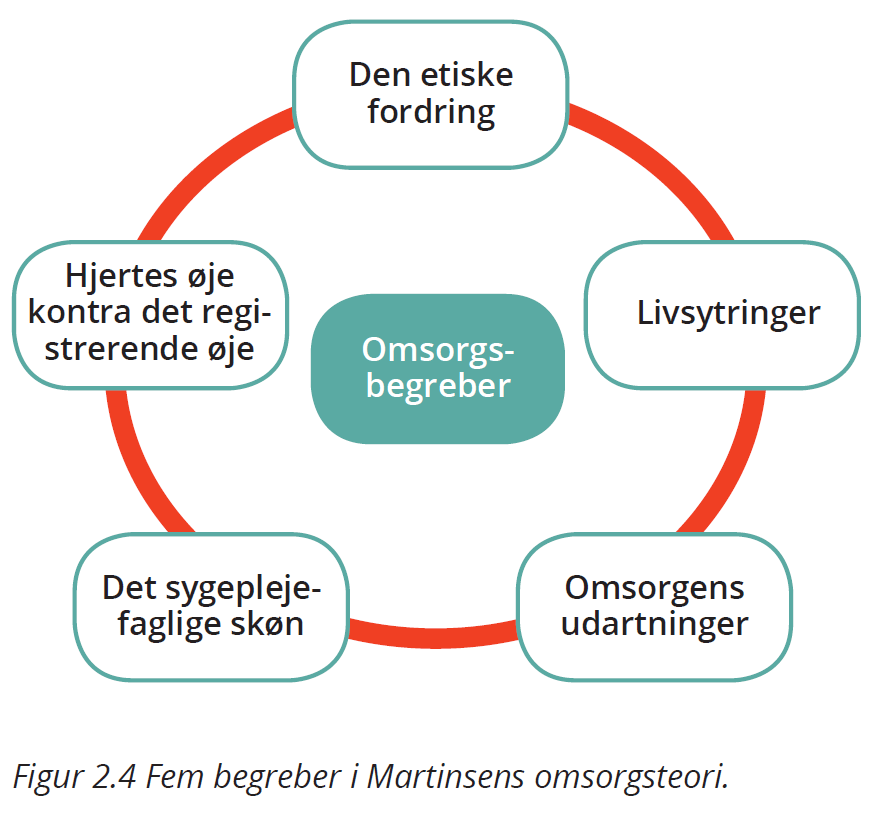 Den etiske
fordring
Hjertes øje
kontra det regi-
strerende øje
Livsytringer
Omsorgs-
begreber
Det sygepleje-
faglige skøn
Omsorgens
udartninger
Figur 2.4 Fem begreber i Martinsens omsorgsteori.